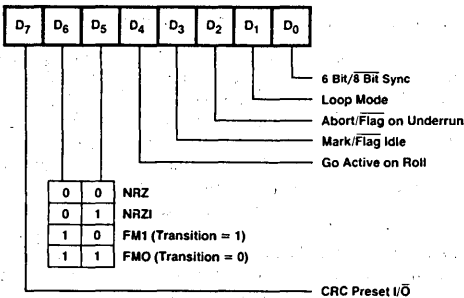 D7 D6 D5 D4 D3 D2 D1 D0
6 Bit/8 Bit Sync
Loop Mode
Abort/Flag on Underrun
Mark/Flag Idle
Go Active on Roll
0 0 NRZ
0 1 NRZI
1 0 FM1 (Transition = 1)
1 1 FMO (Transition = 0)
CRC Preset I/O